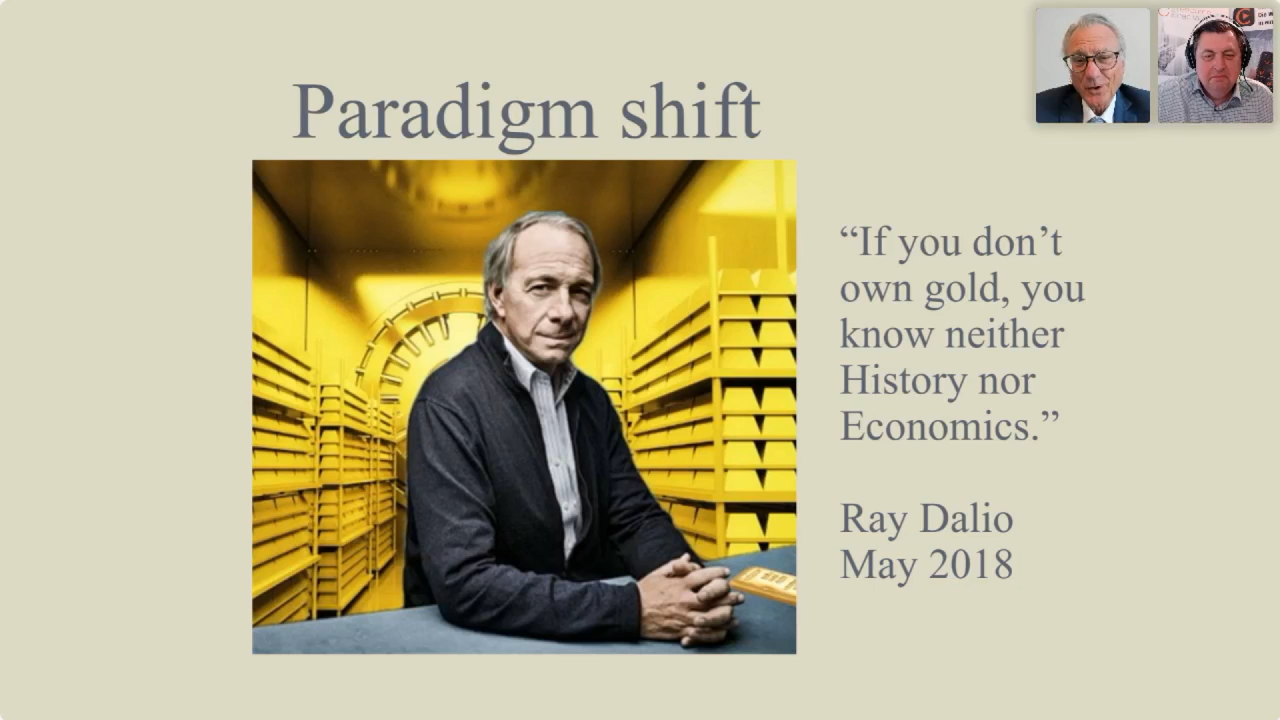 Paradigm shift
“If you don’t
own gold, you
know neither
History nor
Economics.”
Ray Dalio
May 2018